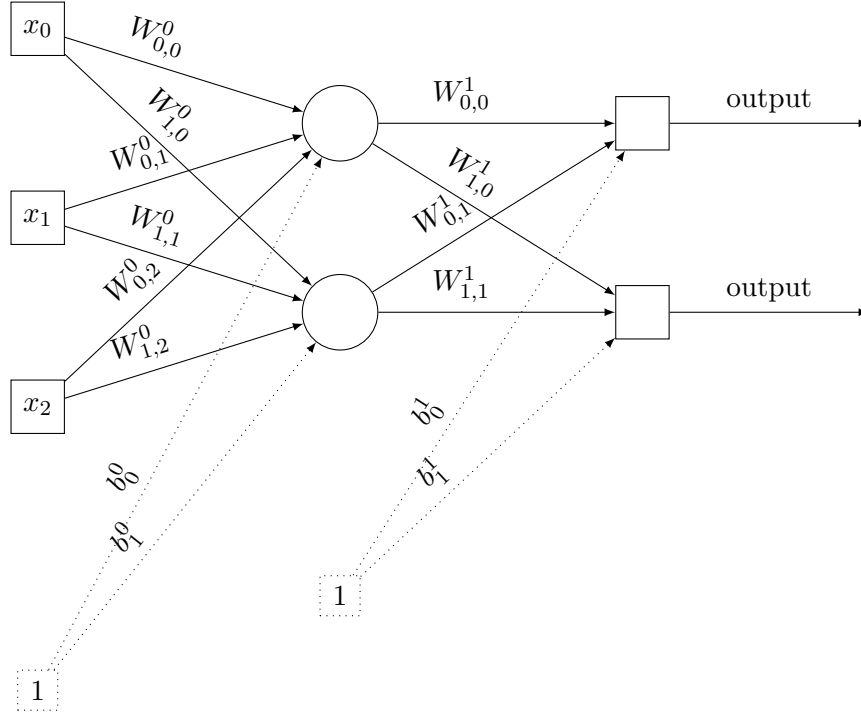 x_0
W^0_{0,0}
W^0_{1,0}
W^0_{0,1}
x_1
W^0_{1,1}
W^0_{0,2}
W^0_{1,2}
x_2
b^0_0
b^0_1
1
W^1_{0,0}
W^1_{1,0}
W^1_{0,1}
W^1_{1,1}
b^1_0
b^1_1
1
output
output